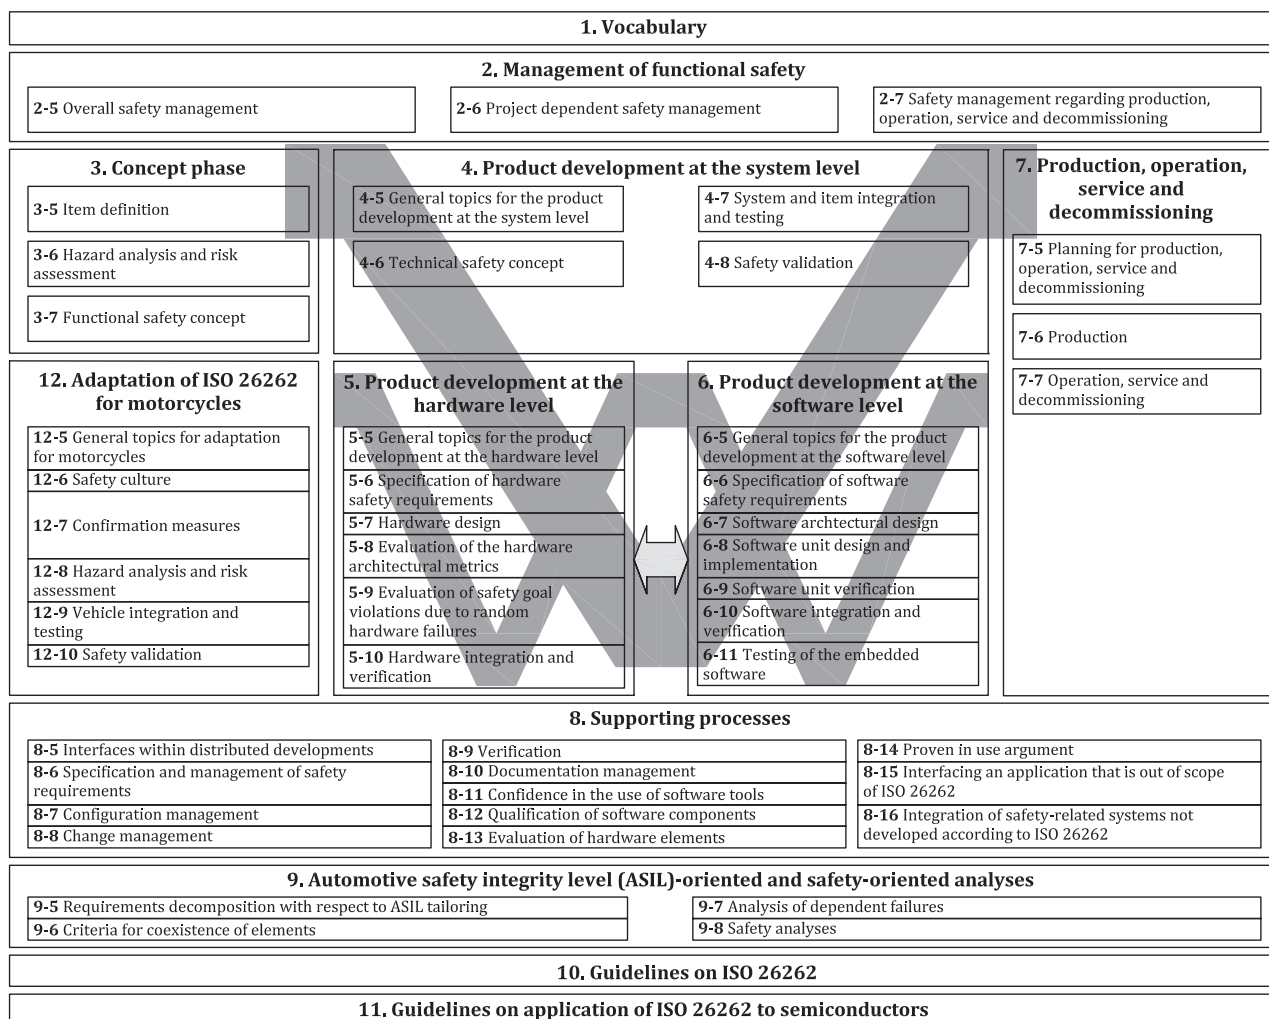 1. Vocabulary
2. Management of functional safety
2-5 Overall safety management
2-6 Project dependent safety management
2-7 Safety management regarding production,
operation, service and decommissioning
3. Concept phase
3-5 Item definition
3-6 Hazard analysis and risk
assessment
3-7 Functional safety concept
4. Product development at the system level
4-5 General topics for the product
development at the system level
4-6 Technical safety concept
4-7 System and item integration
and testing
4-8 Safety validation
7. Production, operation,
service and
decommissioning
7-5 Planning for production,
operation, service and
decommissioning
7-6 Production
7-7 Operation, service and
decommissioning
12. Adaptation of ISO 26262
for motorcycles
12-5 General topics for adaptation
for motorcycles
12-6 Safety culture
12-7 Confirmation measures
12-8 Hazard analysis and risk
assessment
12-9 Vehicle integration and
testing
12-10 Safety validation
5. Product development at the
hardware level
5-5 General topics for the product
development at the hardware level
5-6 Specification of hardware
safety requirements
5-7 Hardware design
5-8 Evaluation of the hardware
architectural metrics
5-9 Evaluation of safety goal
violations due to random
hardware failures
5-10 Hardware integration and
verification
6. Product development at the
software level
6-5 General topics for the product
development at the software level
6-6 Specification of software
safety requirements
6-7 Software archtectural design
6-8 Software unit design and
implementation
6-9 Software unit verification
6-10 Software integration and
verification
6-11 Testing of the embedded
software
8. Supporting processes
8-5 Interfaces within distributed developments
8-6 Specification and management of safety
requirements
8-7 Configuration management
8-8 Change management
8-9 Verification
8-10 Documentation management
8-11 Confidence in the use of software tools
8-12 Qualification of software components
8-13 Evaluation of hardware elements
8-14 Proven in use argument
8-15 Interfacing an application that is out of scope
of ISO 26262
8-16 Integration of safety-related systems not
developed according to ISO 26262
9. Automotive safety integrity level (ASIL)-oriented and safety-oriented analyses
9-5 Requirements decomposition with respect to ASIL tailoring
9-6 Criteria for coexistence of elements
9-7 Analysis of dependent failures
9-8 Safety analyses
10. Guidelines on ISO 26262
11. Guidelines on application of ISO 26262 to semiconductors